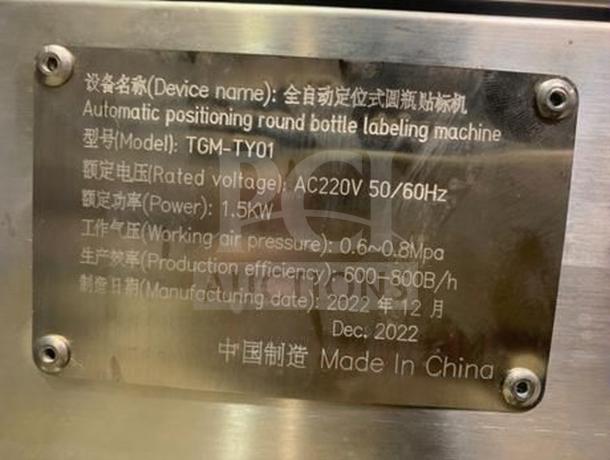 设备名称(Device name): 全自动定位式圆瓶贴标机
Automatic positioning round bottle labeling machine
型号(Model): TGM-TY01
额定电压(Rated voltage): AC220V 50/60Hz
额定功率(Power): 1.5KW
工作气压(Working air pressure): 0.6~0.8Mpa
生产效率(Production efficiency): 600-800B/h
制造日期(Manufacturing date): 2022 年 12 月
Dec. 2022
中国制造 Made In China
PCI
AUCTIONS